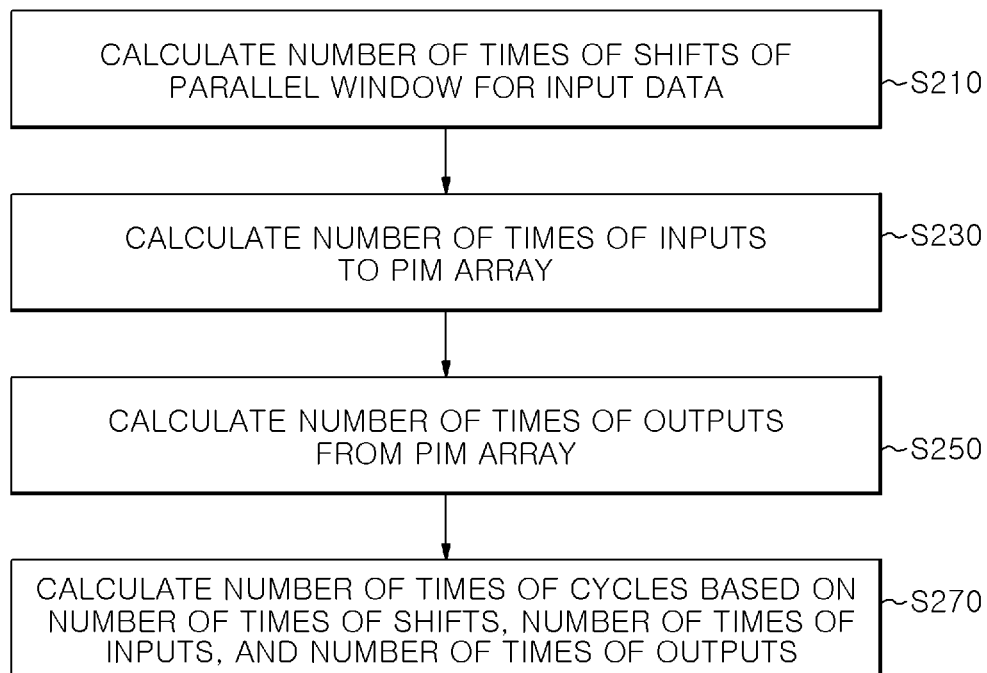 CALCULATE NUMBER OF TIMES OF SHIFTS OF
PARALLEL WINDOW FOR INPUT DATA
S210
CALCULATE NUMBER OF TIMES OF INPUTS
TO PIM ARRAY
S230
CALCULATE NUMBER OF TIMES OF OUTPUTS
FROM PIM ARRAY
S250
CALCULATE NUMBER OF TIMES OF CYCLES BASED ON
NUMBER OF TIMES OF SHIFTS, NUMBER OF TIMES OF
INPUTS, AND NUMBER OF TIMES OF OUTPUTS
S270